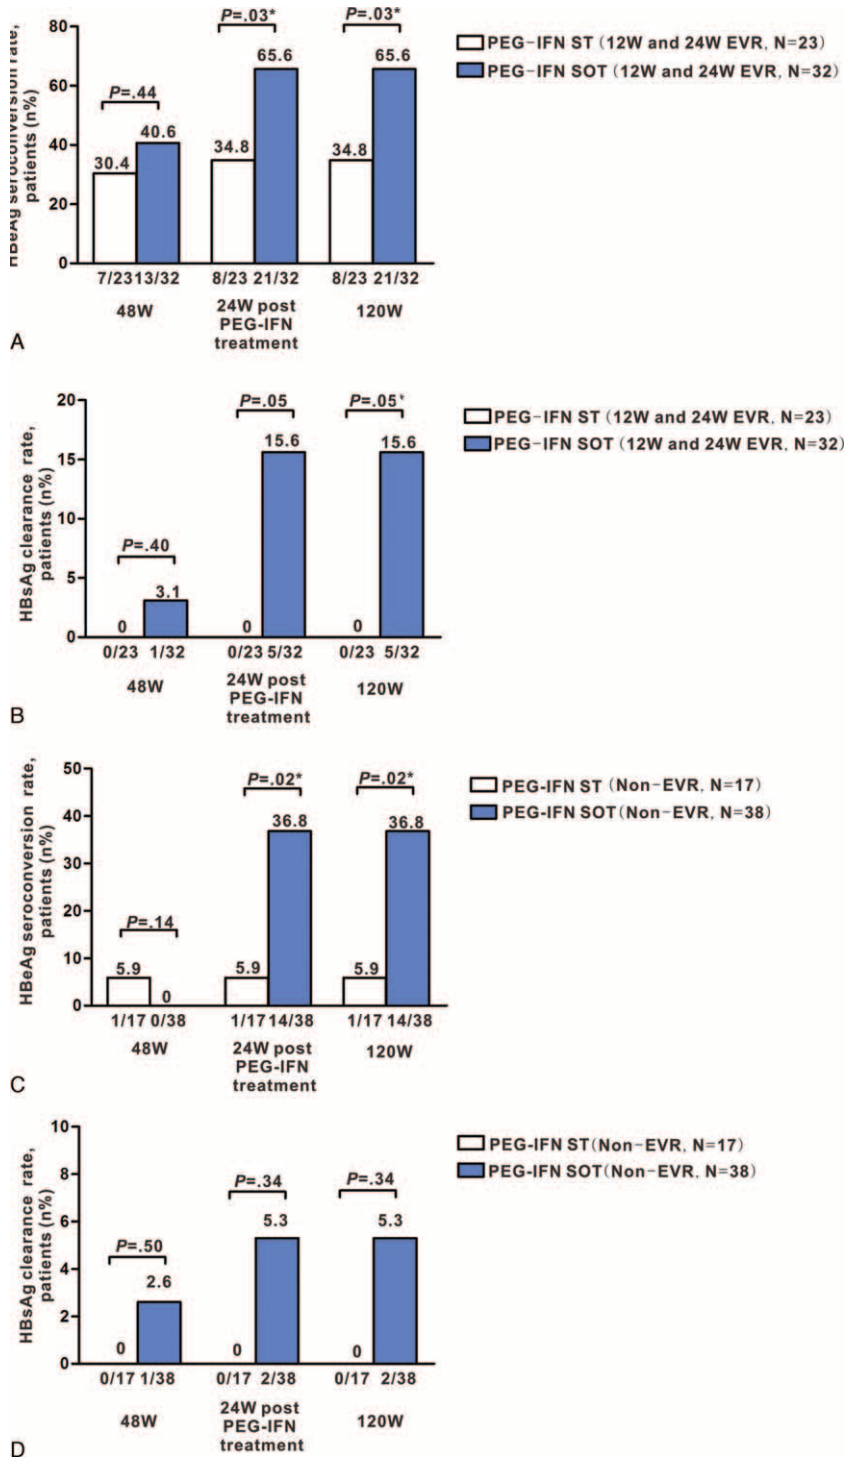 HBeAg seroconversion rate,
patients (n%)
80
60
40
20
0
P=.44
30.4
40.6
P=.03*
34.8
65.6
P=.03*
34.8
65.6
PEG-IFN ST (12W and 24W EVR, N=23)
PEG-IFN SOT (12W and 24W EVR, N=32)
7/23 13/32
8/23 21/32
8/23 21/32
48W
24W post
PEG-IFN
treatment
120W
A
HBsAg clearance rate,
patients (n%)
20
15
10
5
0
P=.40
0
3.1
P=.05
0
15.6
P=.05*
0
15.6
PEG-IFN ST (12W and 24W EVR, N=23)
PEG-IFN SOT (12W and 24W EVR, N=32)
0/23 1/32
0/23 5/32
0/23 5/32
48W
24W post
PEG-IFN
treatment
120W
B
HBeAg seroconversion rate,
patients (n%)
50
40
30
20
10
0
P=.14
5.9
0
P=.02*
5.9
36.8
P=.02*
5.9
36.8
PEG-IFN ST (Non-EVR, N=17)
PEG-IFN SOT(Non-EVR, N=38)
1/17 0/38
1/17 14/38
1/17 14/38
48W
24W post
PEG-IFN
treatment
120W
C
HBsAg clearance rate,
patients (n%)
10
8
6
4
2
0
P=.50
0
2.6
P=.34
0
5.3
P=.34
0
5.3
PEG-IFN ST(Non-EVR, N=17)
PEG-IFN SOT(Non-EVR, N=38)
0/17 1/38
0/17 2/38
0/17 2/38
48W
24W post
PEG-IFN
treatment
120W
D